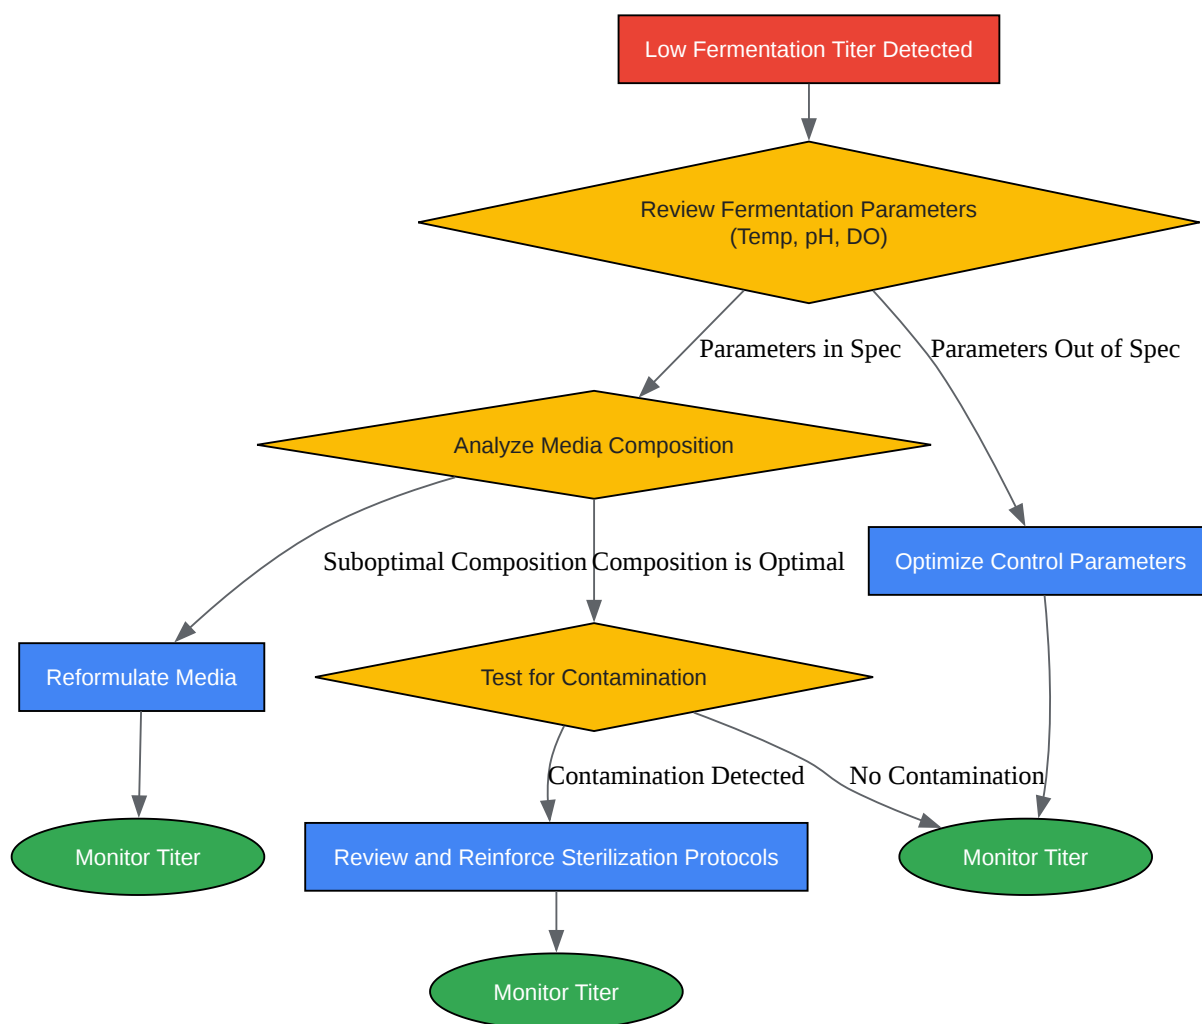 Low Fermentation Titer Detected
Review Fermentation Parameters
(Temp, pH, DO)
Parameters in Spec
Parameters Out of Spec
Analyze Media Composition
Suboptimal Composition
Composition is Optimal
Optimize Control Parameters
Reformulate Media
Test for Contamination
Contamination Detected
No Contamination
Monitor Titer
Review and Reinforce Sterilization Protocols
Monitor Titer
Monitor Titer